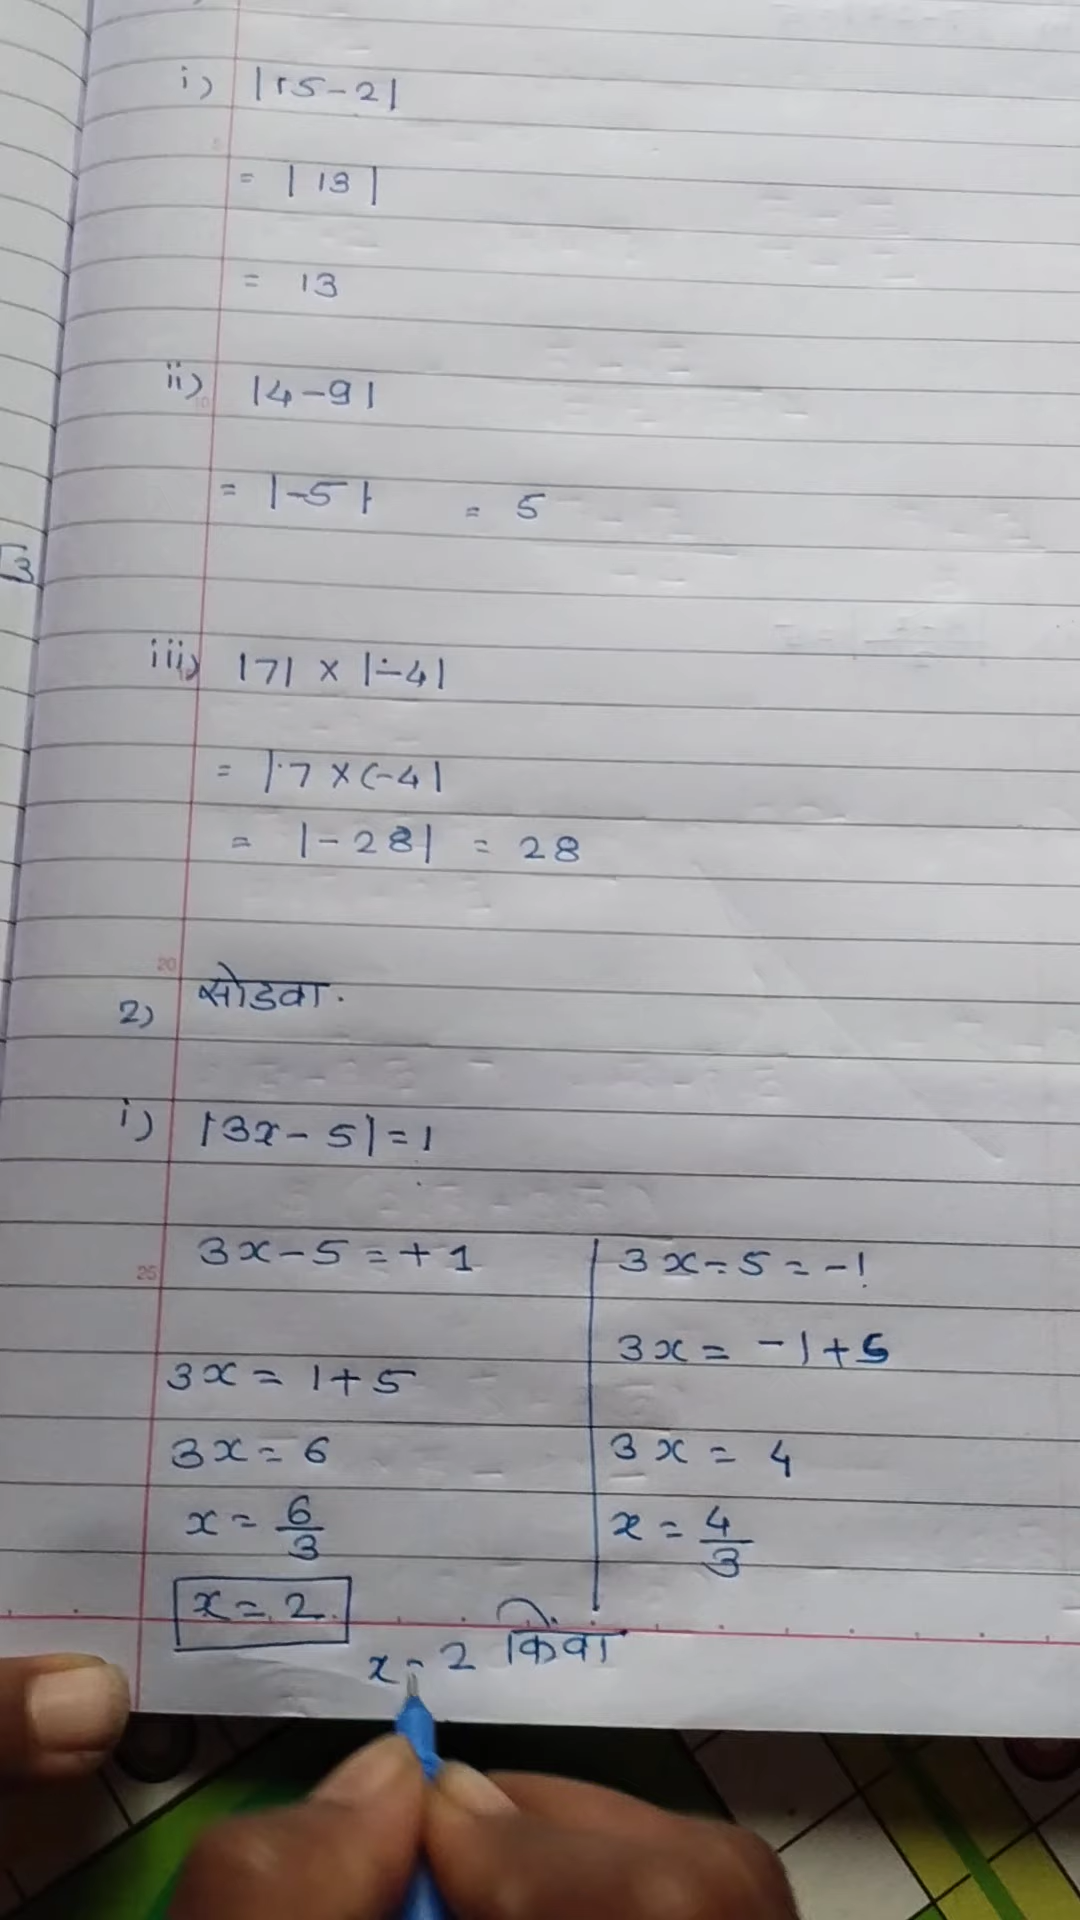 i) |15-2|
= |13|
= 13
ii) |4-9|
= |-5| = 5
iii) |7| × |-4|
= |7×(-4|
= |-28| = 28
2) सोडवा.
i) |3x-5|=1
3x-5=+1
3x=1+5
3x=6
x=6/3
x=2.
3x-5=-1
3x=-1+5
3x=4
x=4/3
x=2 किंवा